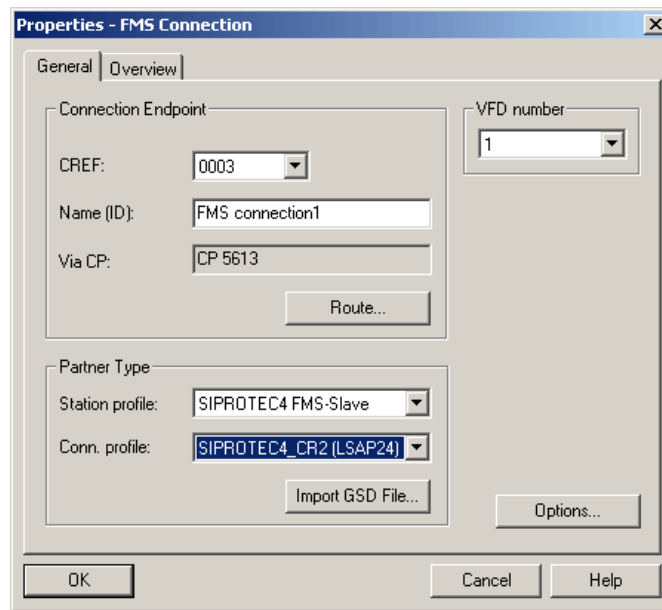 Properties - FMS Connection
General
Overview
Connection Endpoint
CREF:
0003
Name (ID):
FMS connection1
Via CP:
CP 5613
Route...
VFD number
1
Partner Type
Station profile:
SIPROTEC4 FMS-Slave
Conn. profile:
SIPROTEC4_CR2 (LSAP24)
Import GSD File...
Options...
OK
Cancel
Help